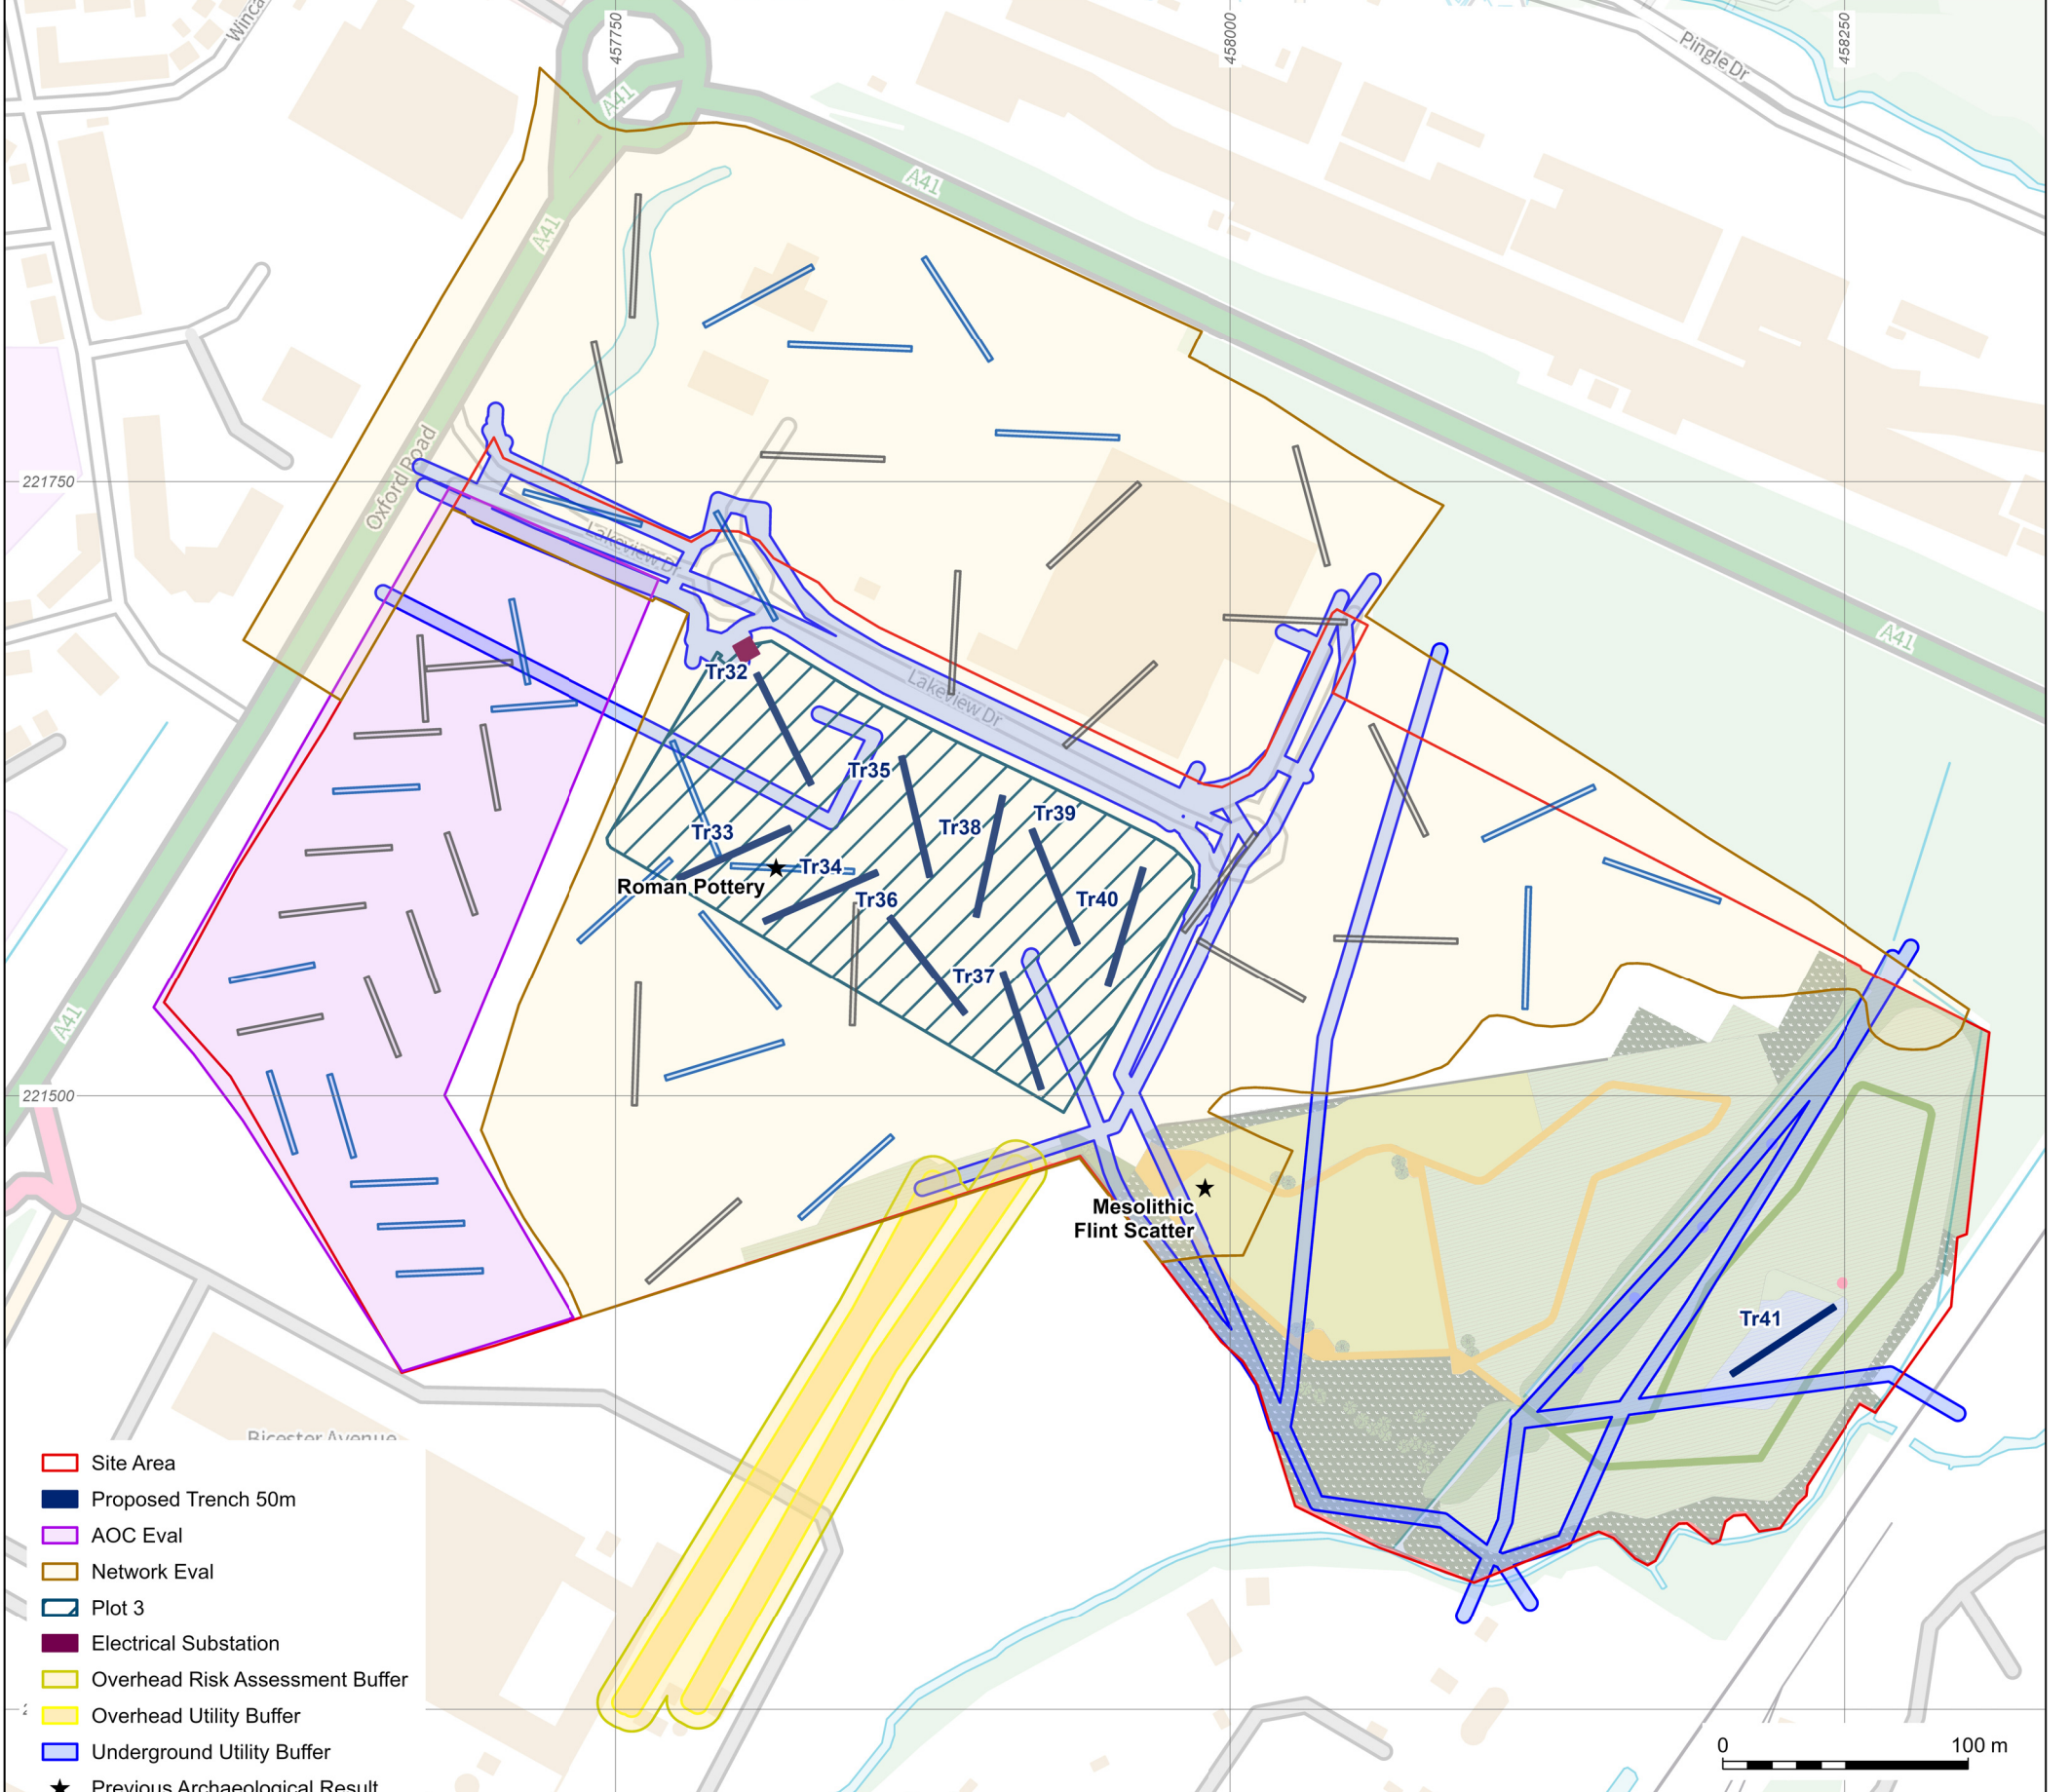 457750
458000
458250
Pingle Dr
A41
A41
A41
Oxford Road
221750
Lakeview Dr
A41
Tr32
Lakeview Dr
Tr35
Tr33
Tr38
Tr39
Tr34
Roman Pottery
Tr36
Tr40
Tr37
A41
221500
Mesolithic
Flint Scatter
Tr41
Bicester Avenue
Site Area
Proposed Trench 50m
AOC Eval
Network Eval
Plot 3
Electrical Substation
Overhead Risk Assessment Buffer
Overhead Utility Buffer
Underground Utility Buffer
Previous Archaeological Result
0 100 m